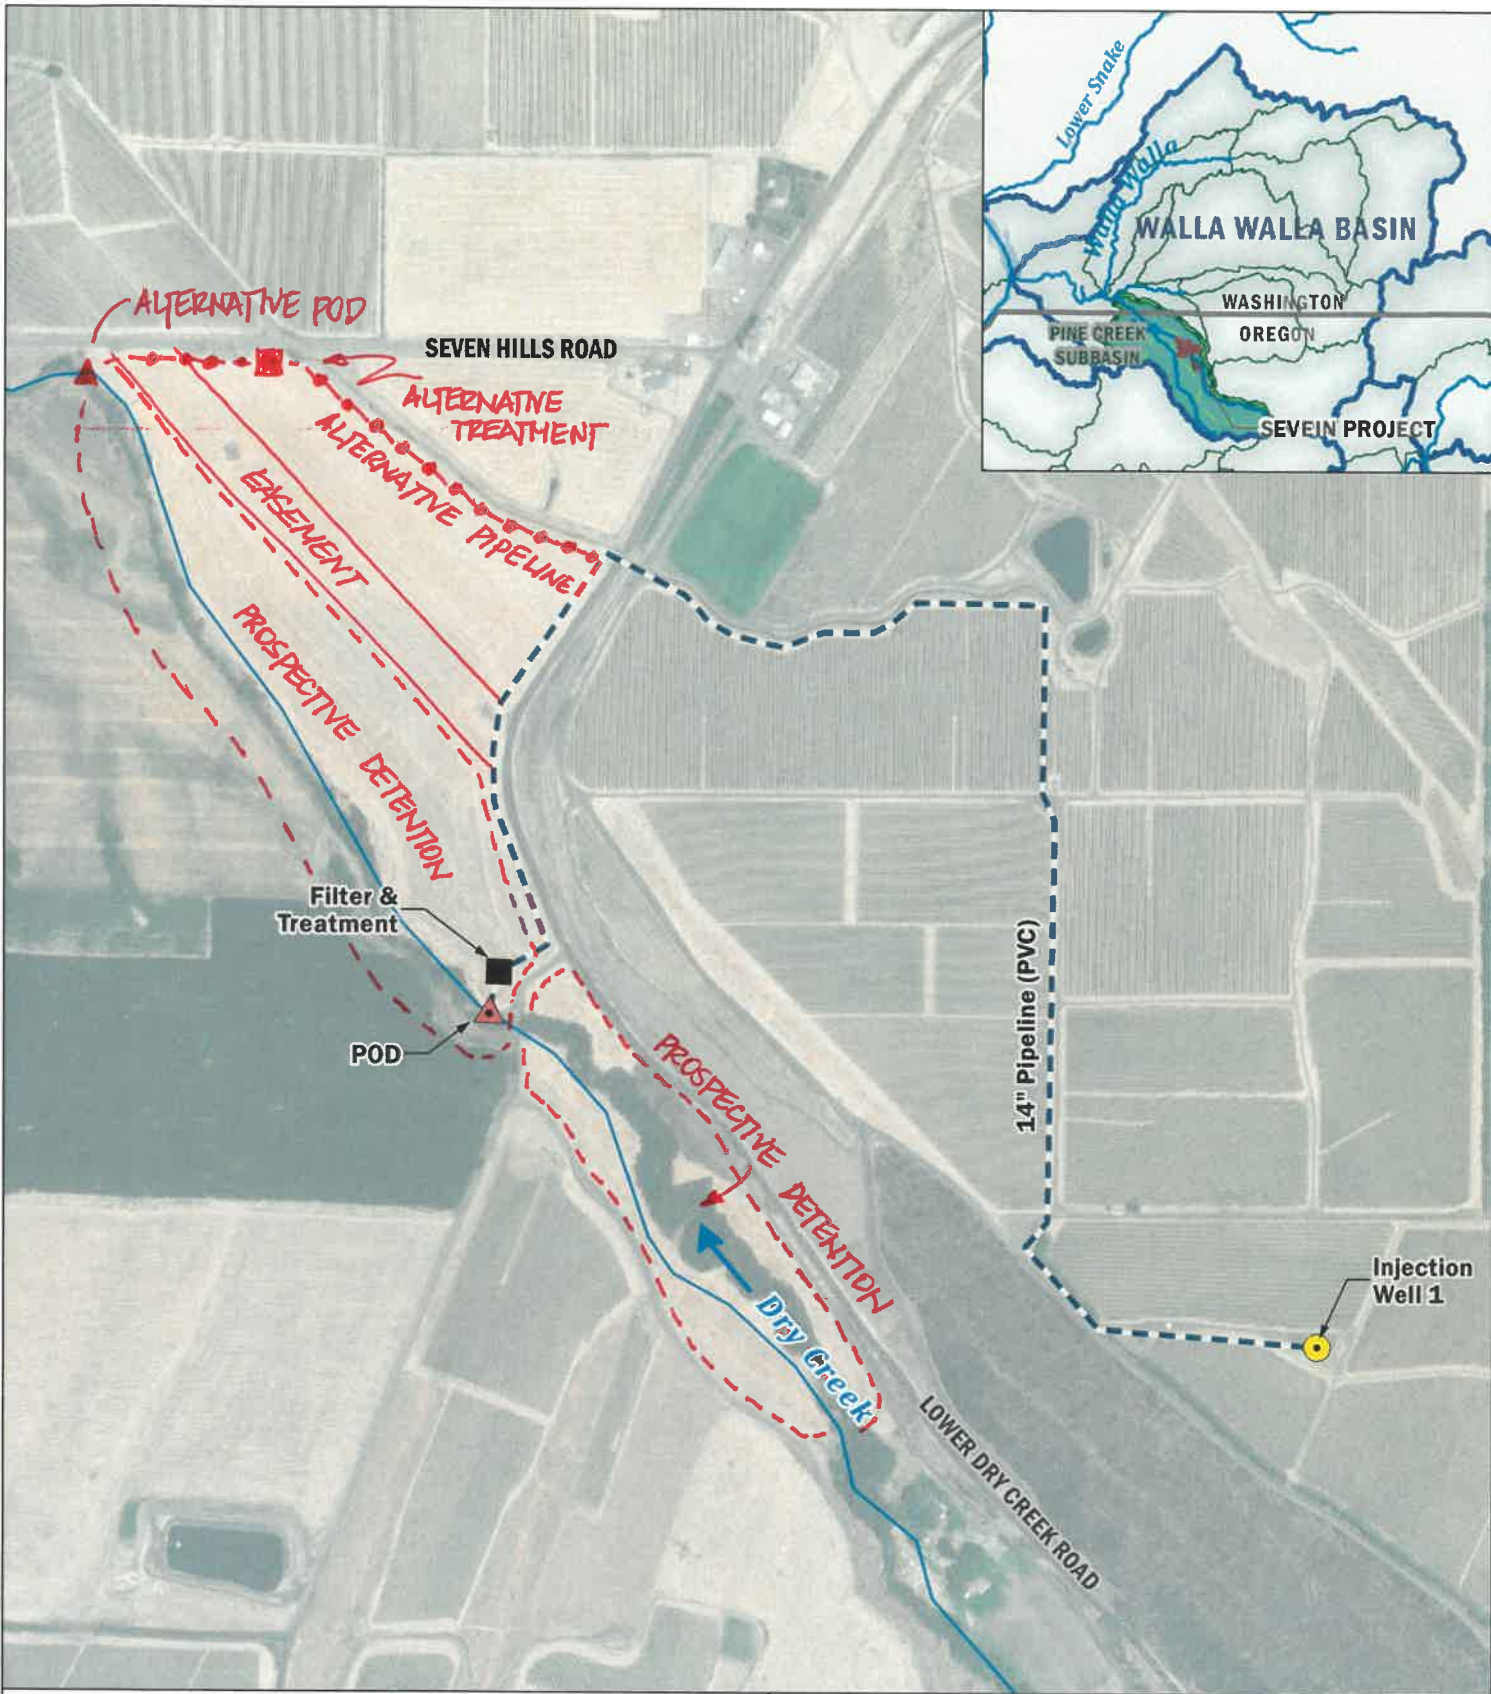 Lower Snake
Walla Walla
WALLA WALLA BASIN
WASHINGTON
OREGON
PINE CREEK
SUBBASIN
SEVEIN PROJECT
ALTERNATIVE POD
SEVEN HILLS ROAD
ALTERNATIVE
TREATMENT
ALTERNATIVE PIPELINE
EASEMENT
PROSPECTIVE DETENTION
Filter &
Treatment
POD
14" Pipeline (PVC)
PROSPECTIVE DETENTION
Injection
Well 1
Dry Creek
LOWER DRY CREEK ROAD